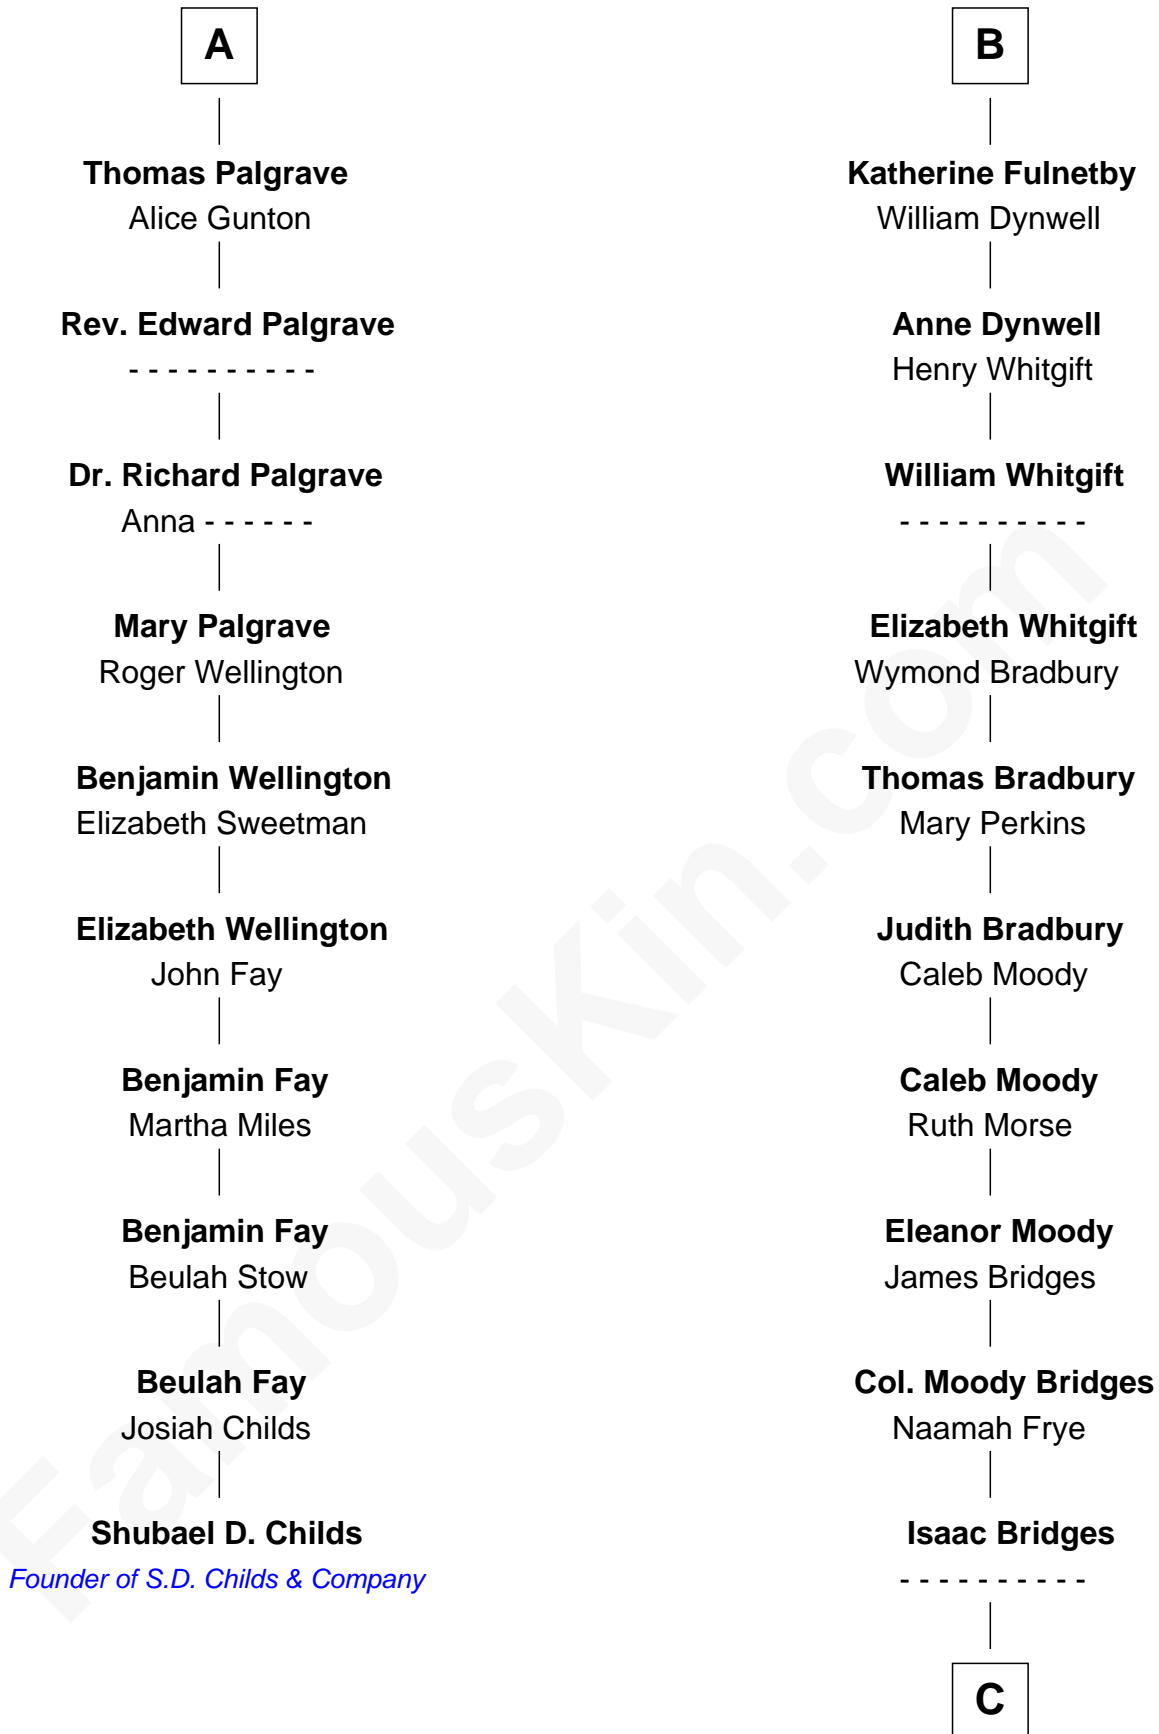 A
Thomas Palgrave
Alice Gunton
Rev. Edward Palgrave
- - - - - - - - - -
Dr. Richard Palgrave
Anna - - - - - -
Mary Palgrave
Roger Wellington
Benjamin Wellington
Elizabeth Sweetman
Elizabeth Wellington
John Fay
Benjamin Fay
Martha Miles
Benjamin Fay
Beulah Stow
Beulah Fay
Josiah Childs
Shubael D. Childs
Founder of S.D. Childs & Company
B
Katherine Fulnetby
William Dynwell
Anne Dynwell
Henry Whitgift
William Whitgift
- - - - - - - - - -
Elizabeth Whitgift
Wymond Bradbury
Thomas Bradbury
Mary Perkins
Judith Bradbury
Caleb Moody
Caleb Moody
Ruth Morse
Eleanor Moody
James Bridges
Col. Moody Bridges
Naamah Frye
Isaac Bridges
- - - - - - - - - -
C
FamousKin.com